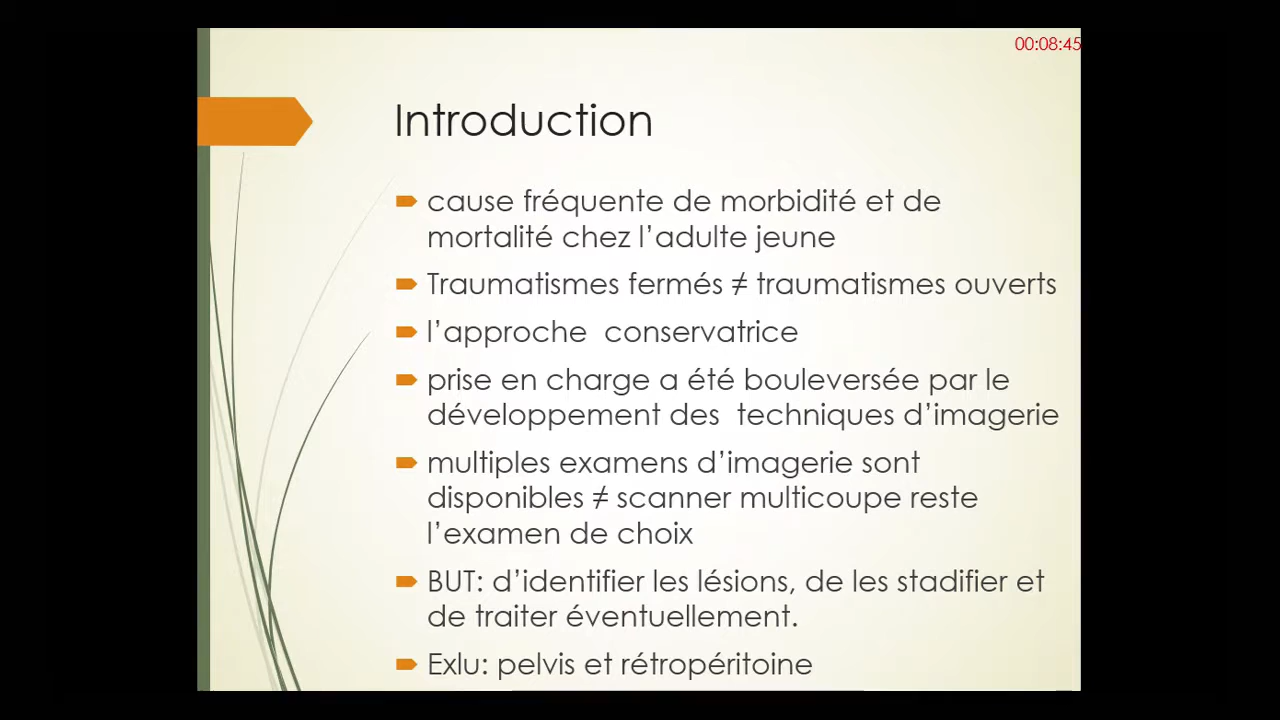 00:08:45
Introduction
cause fréquente de morbidité et de
mortalité chez l’adulte jeune
Traumatismes fermés ≠ traumatismes ouverts
l’approche  conservatrice
prise en charge a été bouleversée par le
développement des  techniques d’imagerie
multiples examens d’imagerie sont
disponibles ≠ scanner multicoupe reste
l’examen de choix
BUT: d’identifier les lésions, de les stadifier et
de traiter éventuellement.
Exlu: pelvis et rétropéritoine